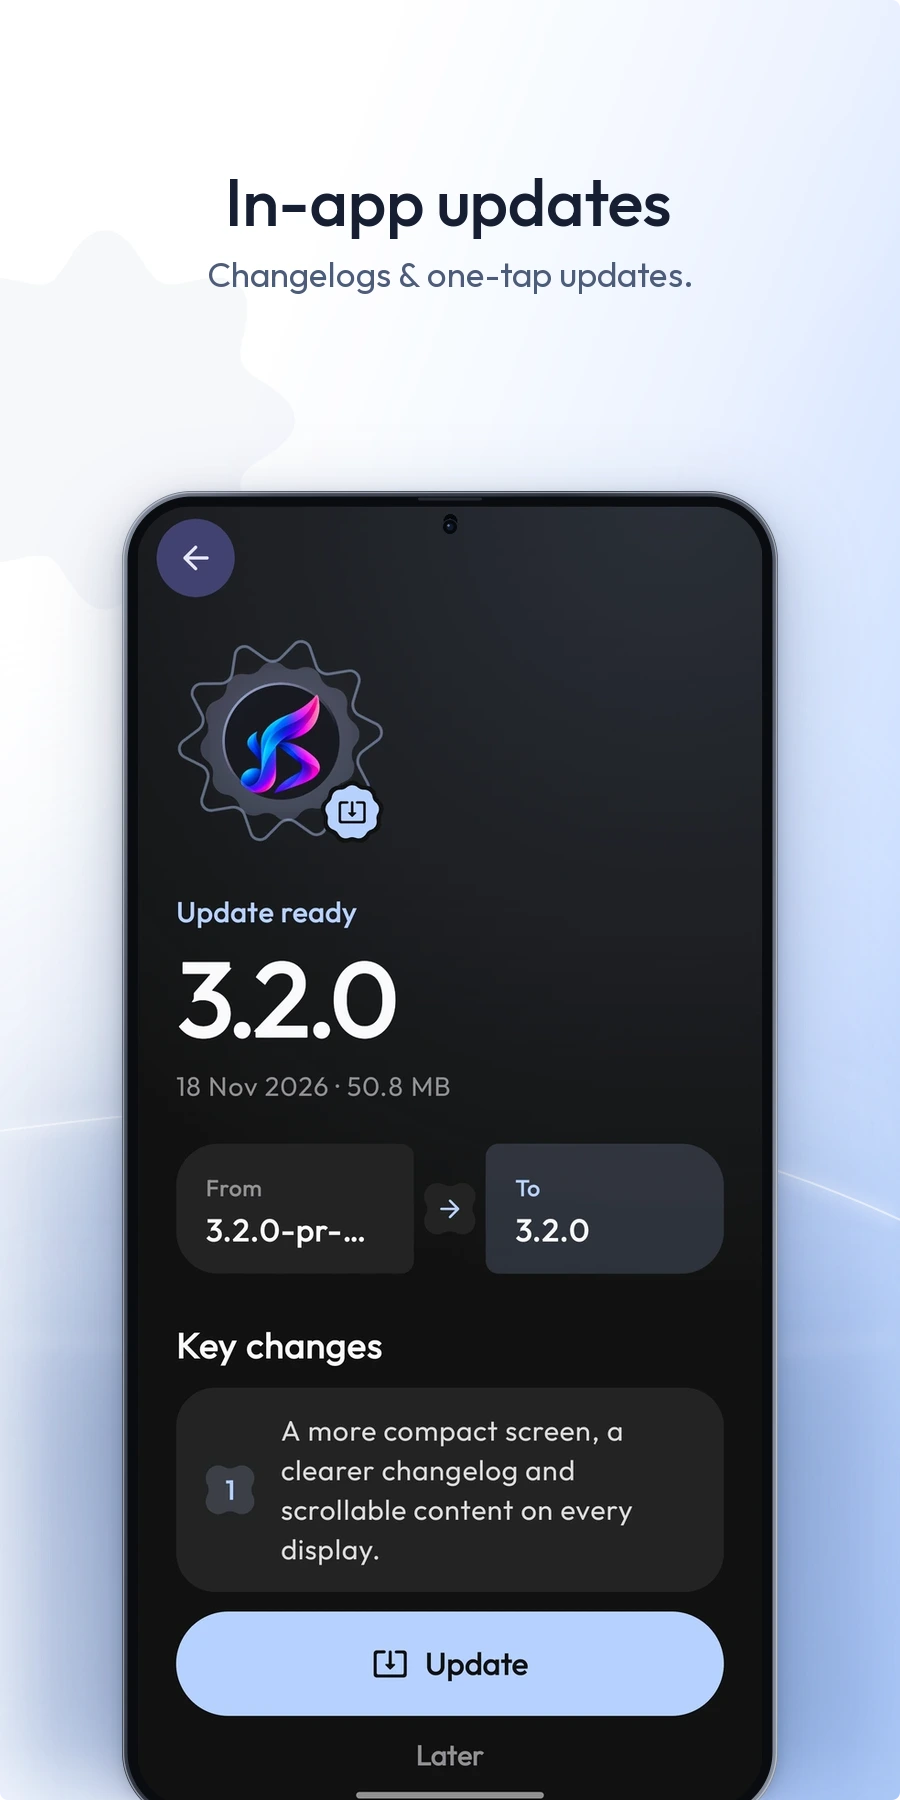 In-app updates
Changelogs & one-tap updates.
Update ready
3.2.0
18 Nov 2026 · 50.8 MB
From
3.2.0-pr-...
To
3.2.0
Key changes
1
A more compact screen, a
clearer changelog and
scrollable content on every
display.
Update
Later